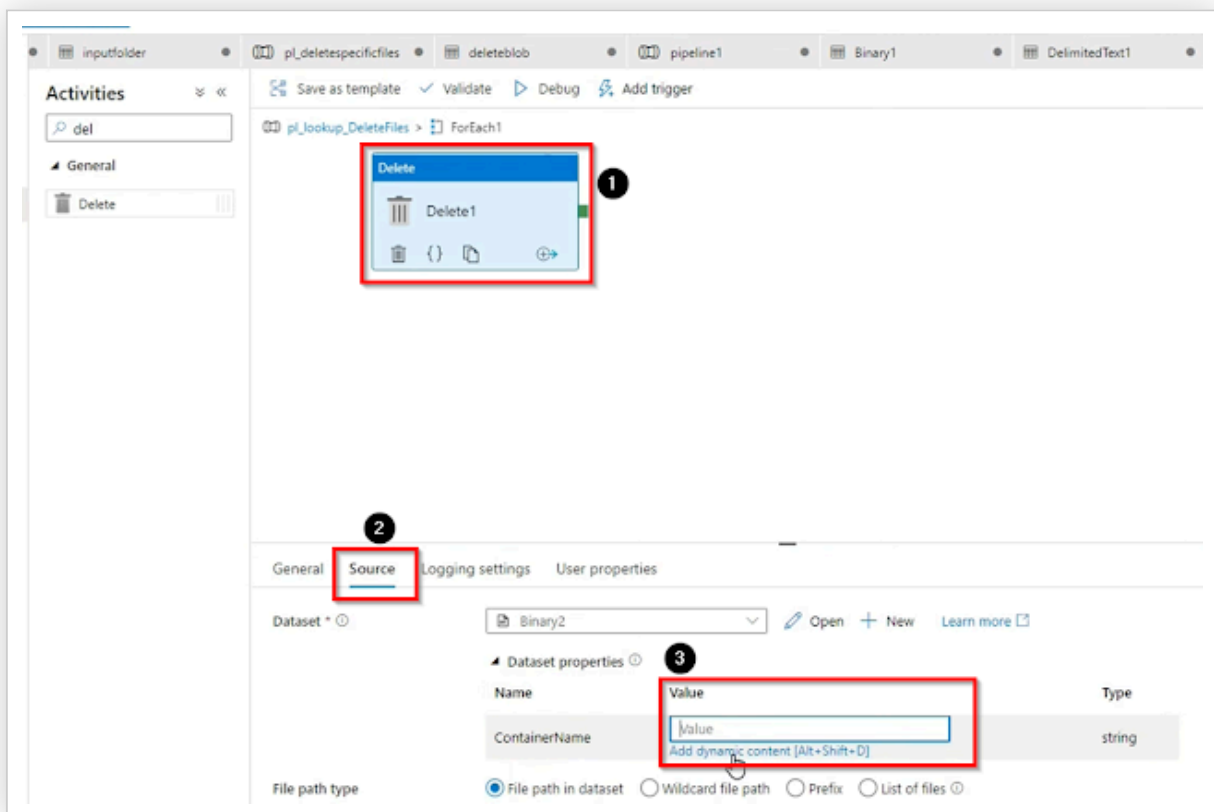 inputfolder pl_deletespecificfiles deleteblob pipeline1 Binary1 DelimitedText1
Activities
Save as template Validate Debug Add trigger
del
pl_lookup_DeleteFiles > ForEach1
General
Delete
Delete
1
Delete1
{}
2
General Source Logging settings User properties
Dataset * Binary2 Open New Learn more
Dataset properties
3
Name Value Type
ContainerName Value string
Add dynamic content [Alt+Shift+D]
File path type File path in dataset Wildcard file path Prefix List of files